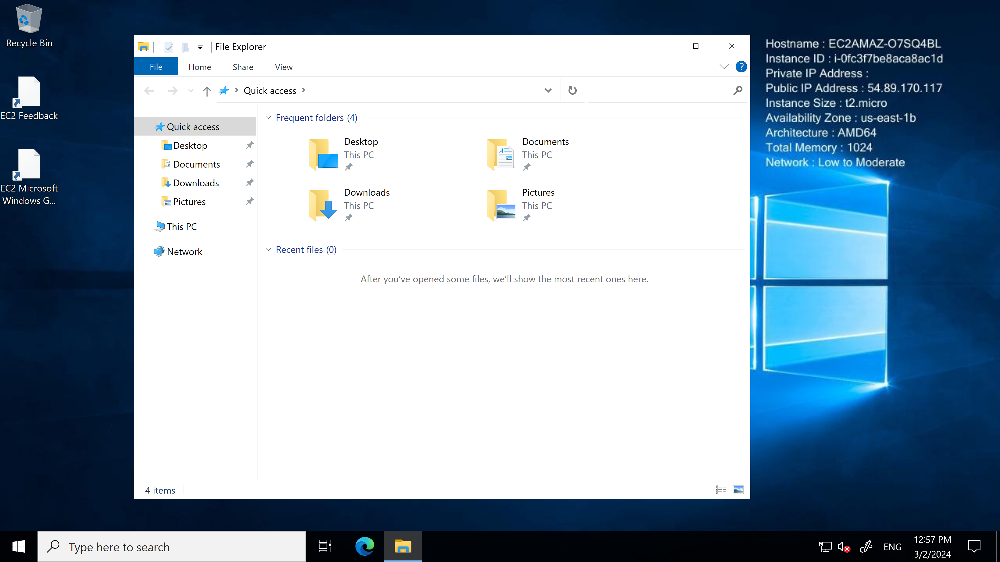 Recycle Bin
EC2 Feedback
EC2 Microsoft
Windows G...
File Explorer
File
Home
Share
View
?
Quick access
Quick access
Desktop
Documents
Downloads
Pictures
This PC
Network
Frequent folders (4)
Desktop
This PC
Documents
This PC
Downloads
This PC
Pictures
This PC
Recent files (0)
After you’ve opened some files, we’ll show the most recent ones here.
4 items
Hostname : EC2AMAZ-O7SQ4BL
Instance ID : i-0fc3f7be8aca8ac1d
Private IP Address :
Public IP Address : 54.89.170.117
Instance Size : t2.micro
Availability Zone : us-east-1b
Architecture : AMD64
Total Memory : 1024
Network : Low to Moderate
Type here to search
ENG
12:57 PM
3/2/2024